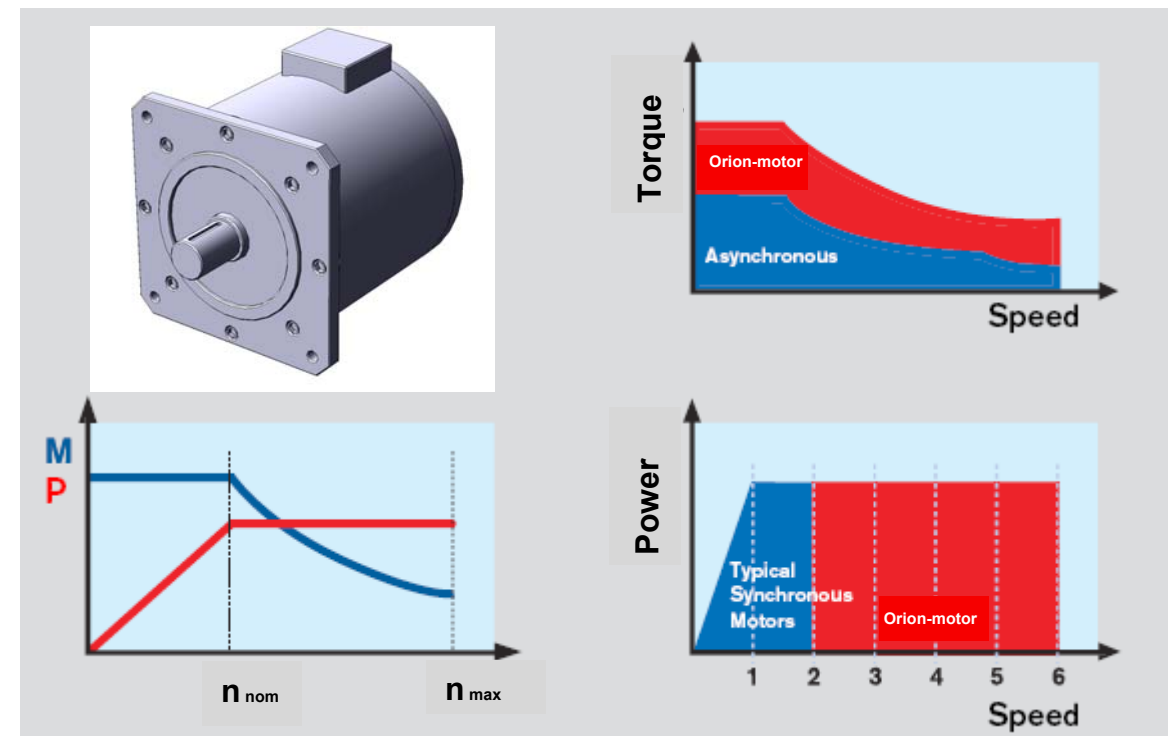 Torque
Orion-motor
Asynchronous
Speed
M
P
n nom
n max
Power
Typical
Synchronous
Motors
Orion-motor
1 2 3 4 5 6
Speed